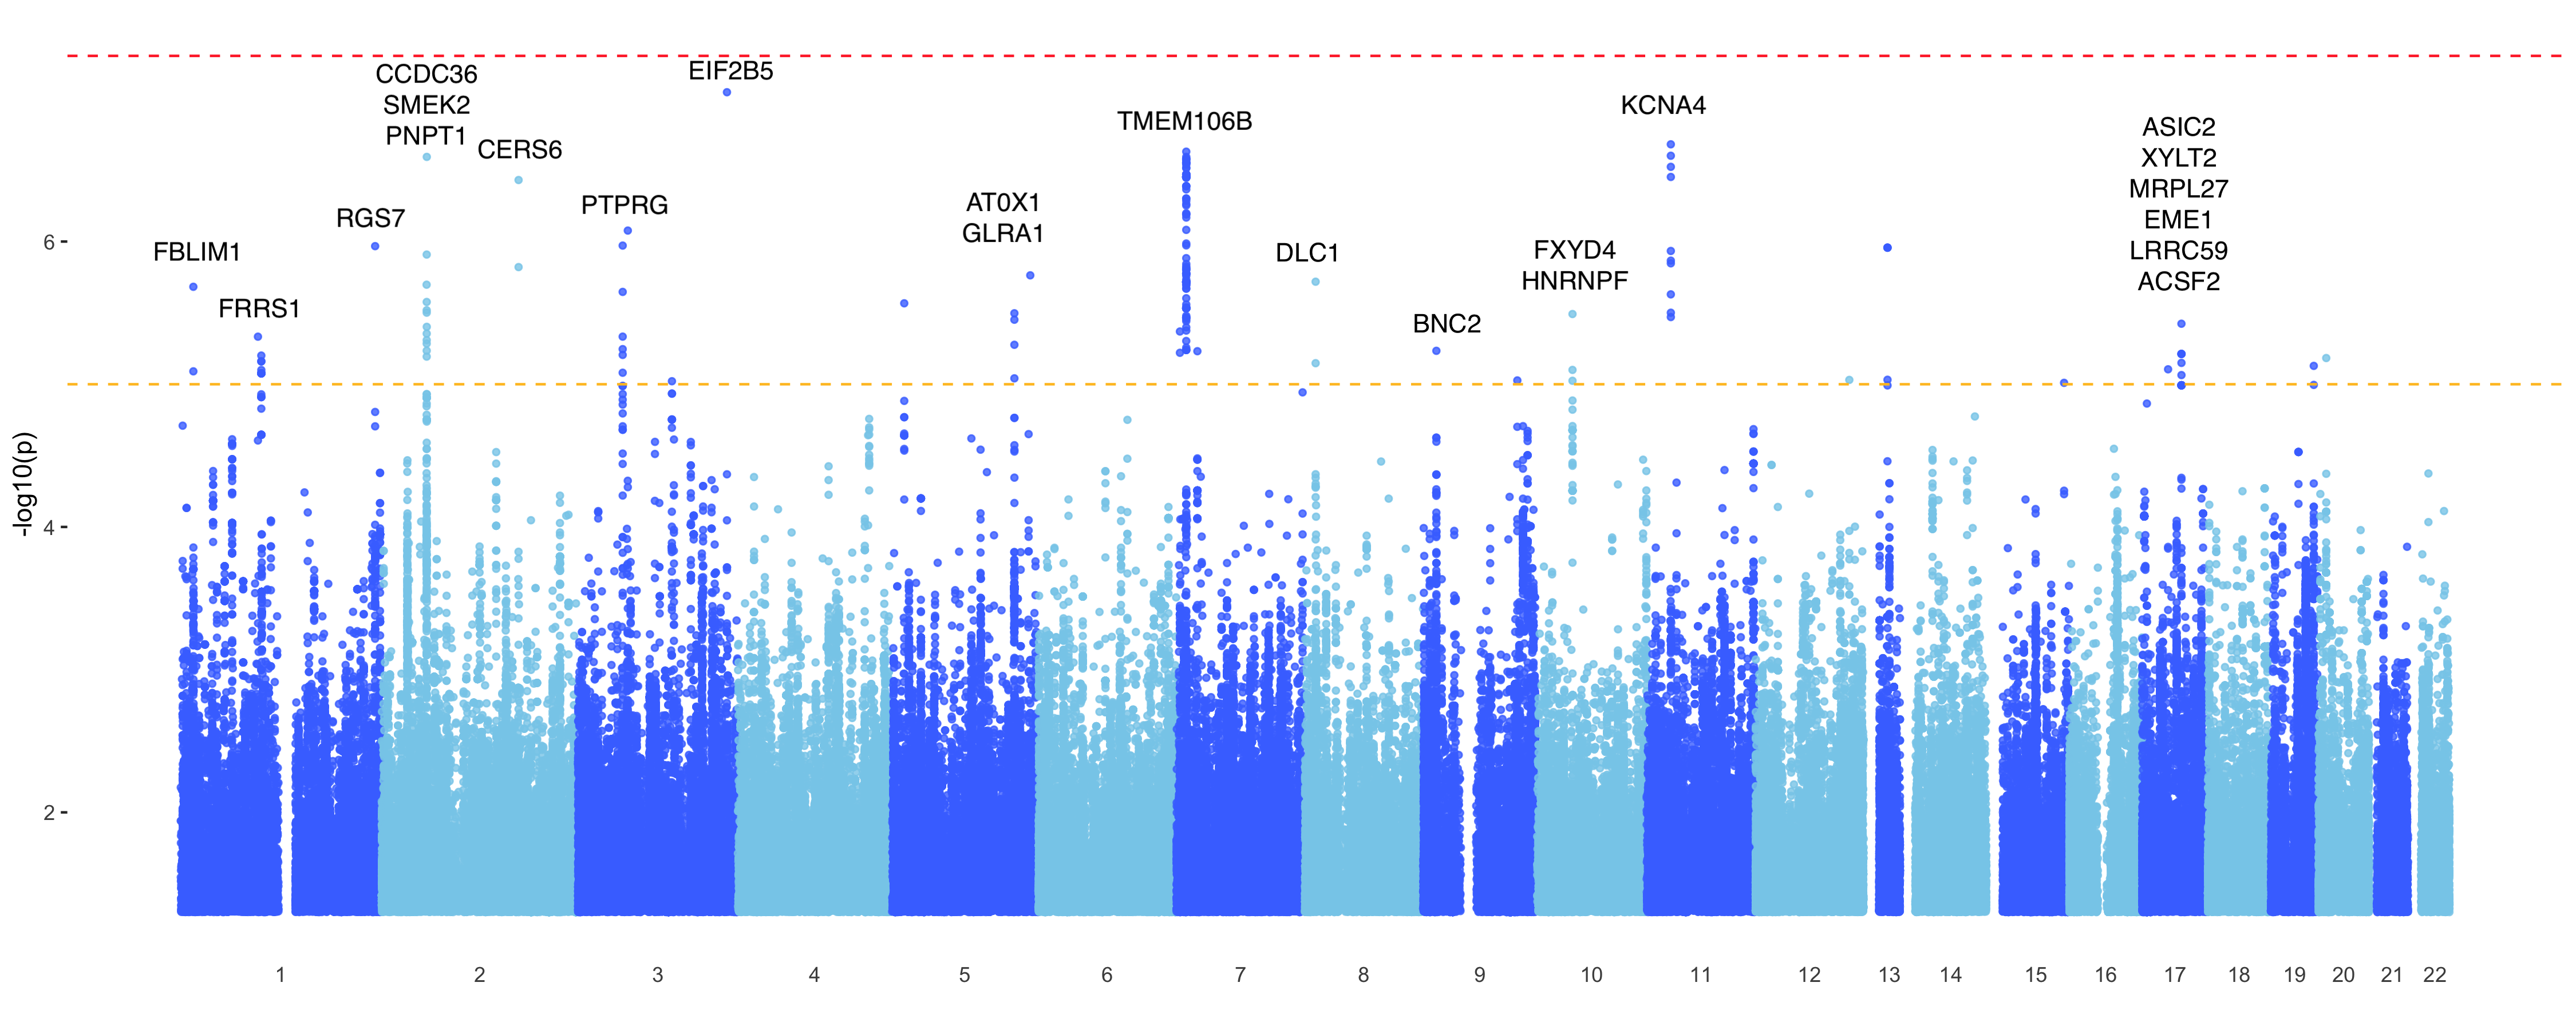 CCDC36
SMEK2
PNPT1
EIF2B5
CERS6
TMEM106B
KCNA4
ASIC2
XYLT2
MRPL27
EME1
LRRC59
ACSF2
RGS7
PTPRG
AT0X1
GLRA1
FBLIM1
FRRS1
DLC1
FXYD4
HNRNPF
BNC2
6
4
2
-log10(p)
1 2 3 4 5 6 7 8 9 10 11 12 13 14 15 16 17 18 19 20 21 22